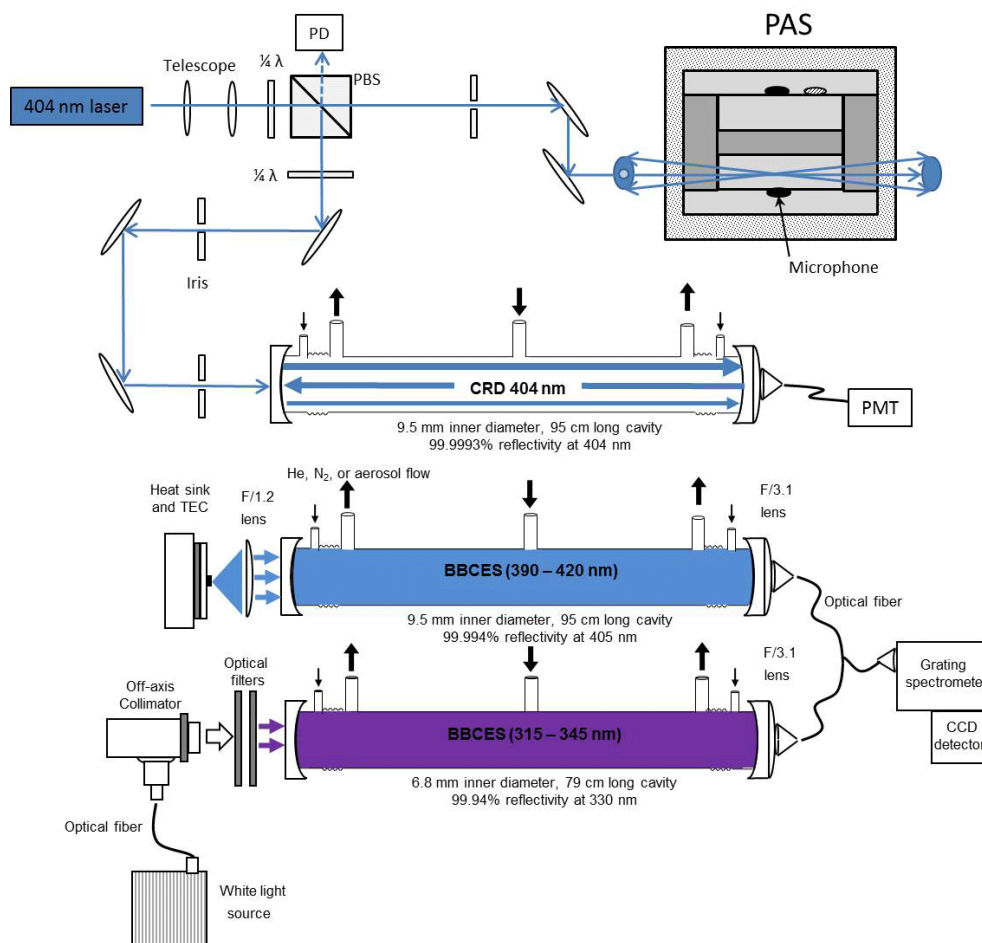 PAS
PD
¼ λ
Telescope
PBS
404 nm laser
¼ λ
Microphone
Iris
CRD 404 nm
PMT
9.5 mm inner diameter, 95 cm long cavity
99.9993% reflectivity at 404 nm
He, N₂, or aerosol flow
Heat sink
and TEC
F/1.2
lens
F/3.1
lens
BBCES (390 – 420 nm)
Optical fiber
9.5 mm inner diameter, 95 cm long cavity
99.994% reflectivity at 405 nm
F/3.1
lens
Optical
filters
Off-axis
Collimator
Grating
spectrometer
BBCES (315 – 345 nm)
CCD
detector
6.8 mm inner diameter, 79 cm long cavity
99.94% reflectivity at 330 nm
Optical fiber
White light
source